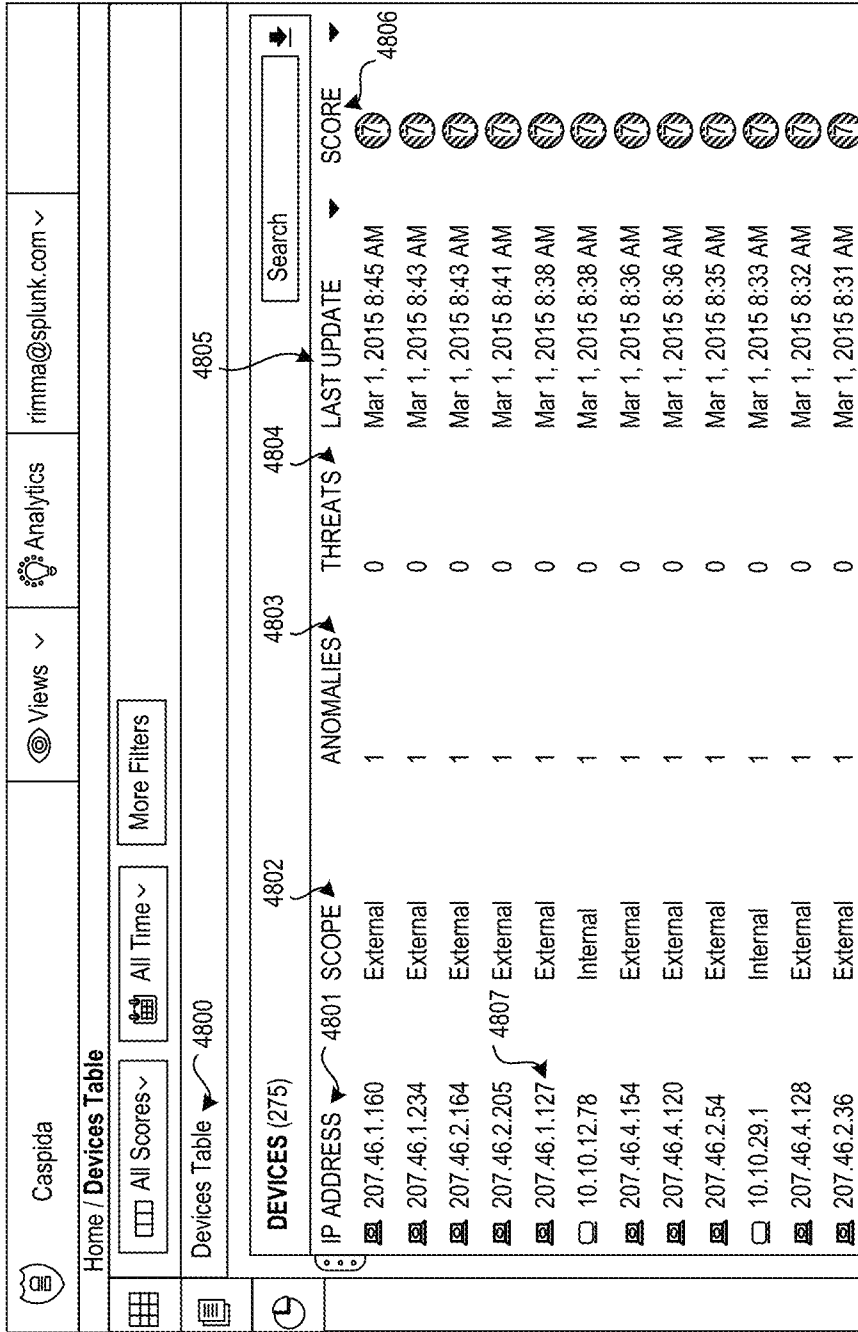 Caspida Views Analytics rimma@splunk.com
Home / Devices Table
All Scores All Time More Filters
Devices Table 4800
4805
DEVICES (275) 4802 4803 4804 Search
IP ADDRESS 4801 SCOPE ANOMALIES THREATS LAST UPDATE SCORE
4806
207.46.1.160 External 1 0 Mar 1, 2015 8:45 AM 7
207.46.1.234 External 1 0 Mar 1, 2015 8:43 AM 7
207.46.2.164 External 1 0 Mar 1, 2015 8:43 AM 7
207.46.2.205 External 1 0 Mar 1, 2015 8:41 AM 7
4807
207.46.1.127 External 1 0 Mar 1, 2015 8:38 AM 7
10.10.12.78 Internal 1 0 Mar 1, 2015 8:38 AM 7
207.46.4.154 External 1 0 Mar 1, 2015 8:36 AM 7
207.46.4.120 External 1 0 Mar 1, 2015 8:36 AM 7
207.46.2.54 External 1 0 Mar 1, 2015 8:35 AM 7
10.10.29.1 Internal 1 0 Mar 1, 2015 8:33 AM 7
207.46.4.128 External 1 0 Mar 1, 2015 8:32 AM 7
207.46.2.36 External 1 0 Mar 1, 2015 8:31 AM 7